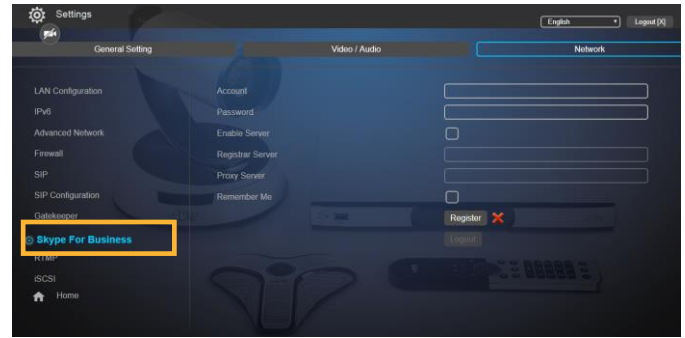 Settings
English
Logout [X]
General Setting
Video / Audio
Network
LAN Configuration
Account
IPv6
Password
Advanced Network
Enable Server
Firewall
Registrar Server
SIP
Proxy Server
SIP Configuration
Remember Me
Gatekeeper
Register
Skype For Business
Logout
RTMP
iSCSI
Home